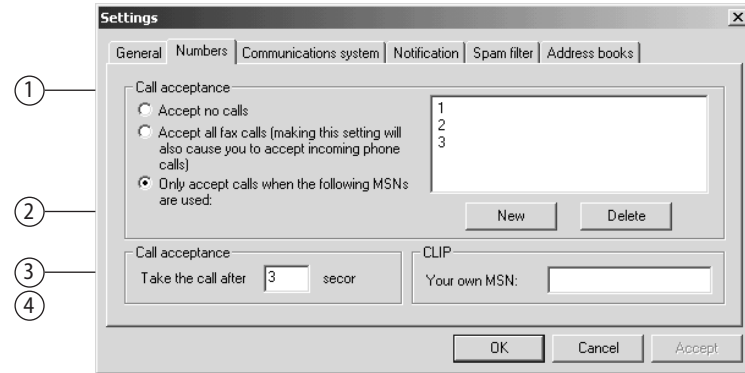 Settings
General Numbers Communications system Notification Spam filter Address books
1
Call acceptance
Accept no calls
Accept all fax calls (making this setting will
also cause you to accept incoming phone
calls)
Only accept calls when the following MSNs
are used:
1
2
3
2
New Delete
Call acceptance
3
Take the call after 3 secor
4
CLIP
Your own MSN:
OK Cancel Accept